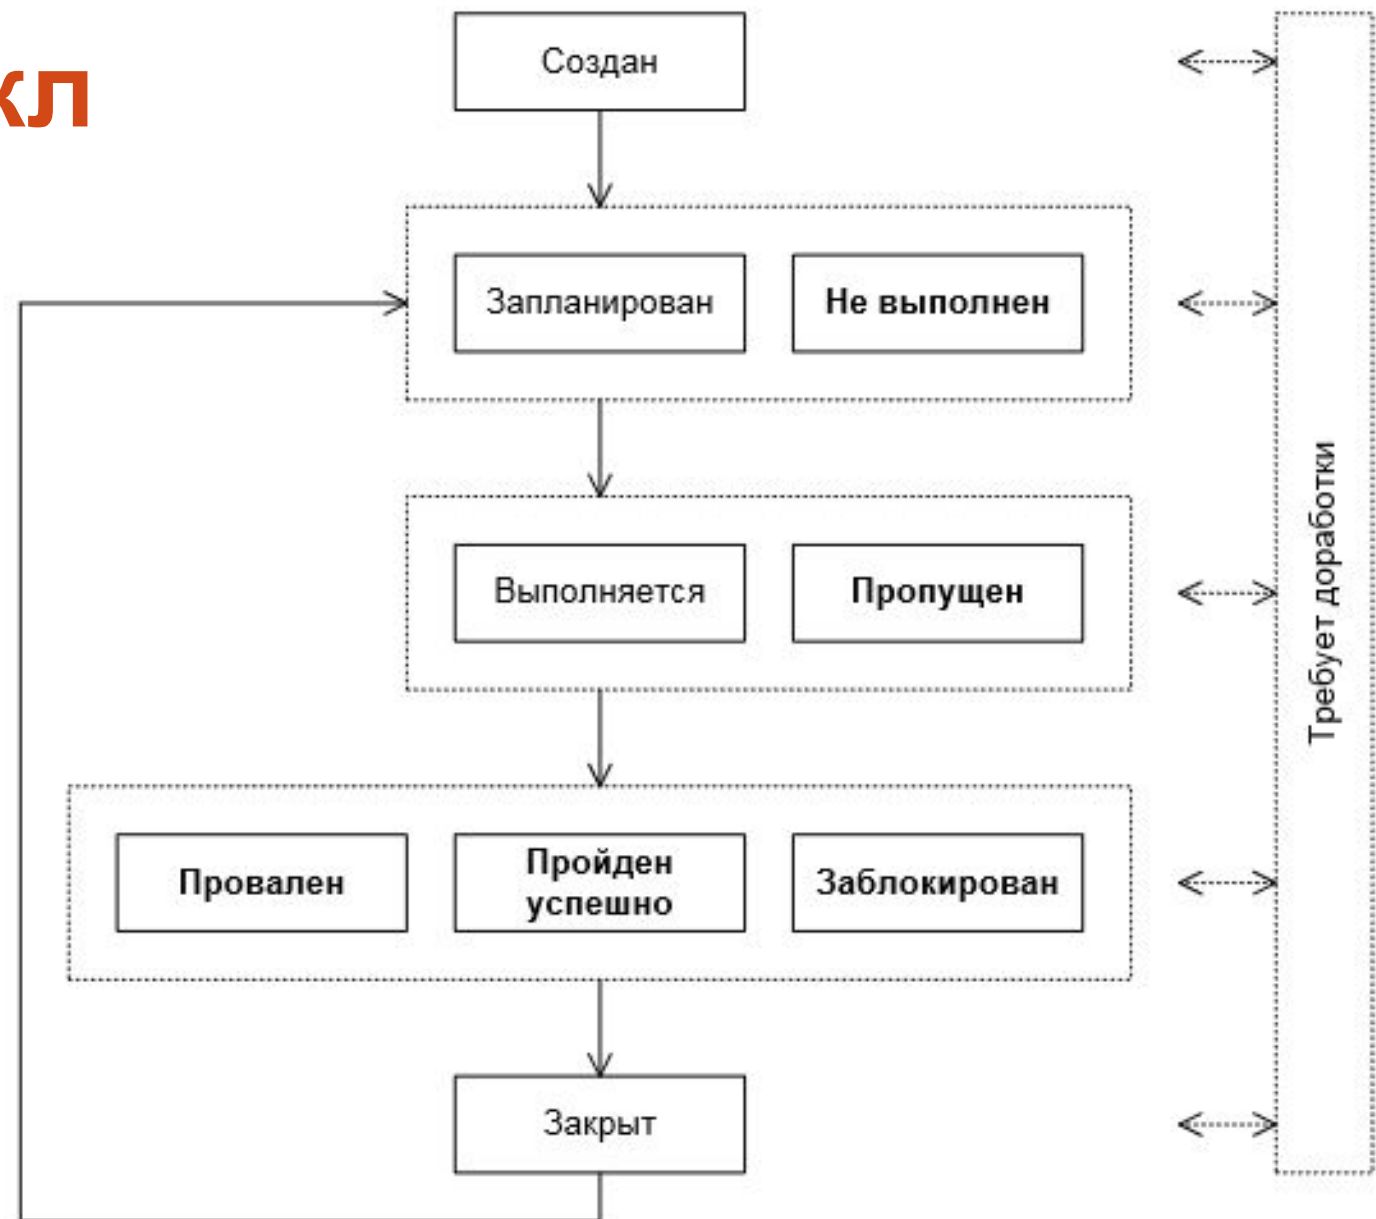 кл
Создан
Запланирован
Не выполнен
Выполняется
Пропущен
Провален
Пройден
успешно
Заблокирован
Закрыт
Требует доработки